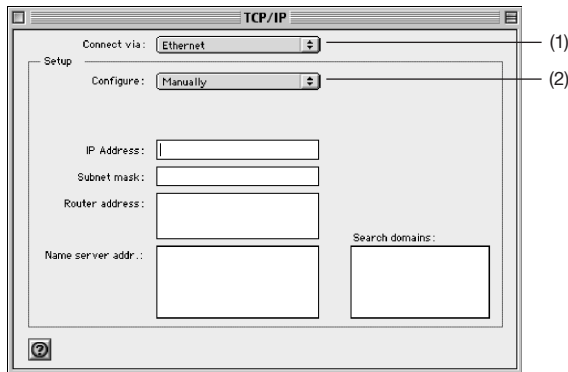 TCP/IP
Connect via: Ethernet (1)
Setup
Configure: Manually (2)
IP Address:
Subnet mask:
Router address:
Search domains:
Name server addr.:
?